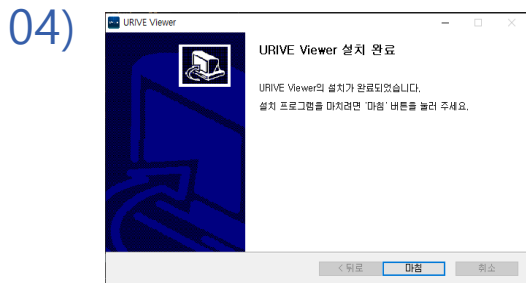 04)
URIVE Viewer
URIVE Viewer 설치 완료
URIVE Viewer의 설치가 완료되었습니다.
설치 프로그램을 마치려면 '마침' 버튼을 눌러 주세요.
< 뒤로
마침
취소